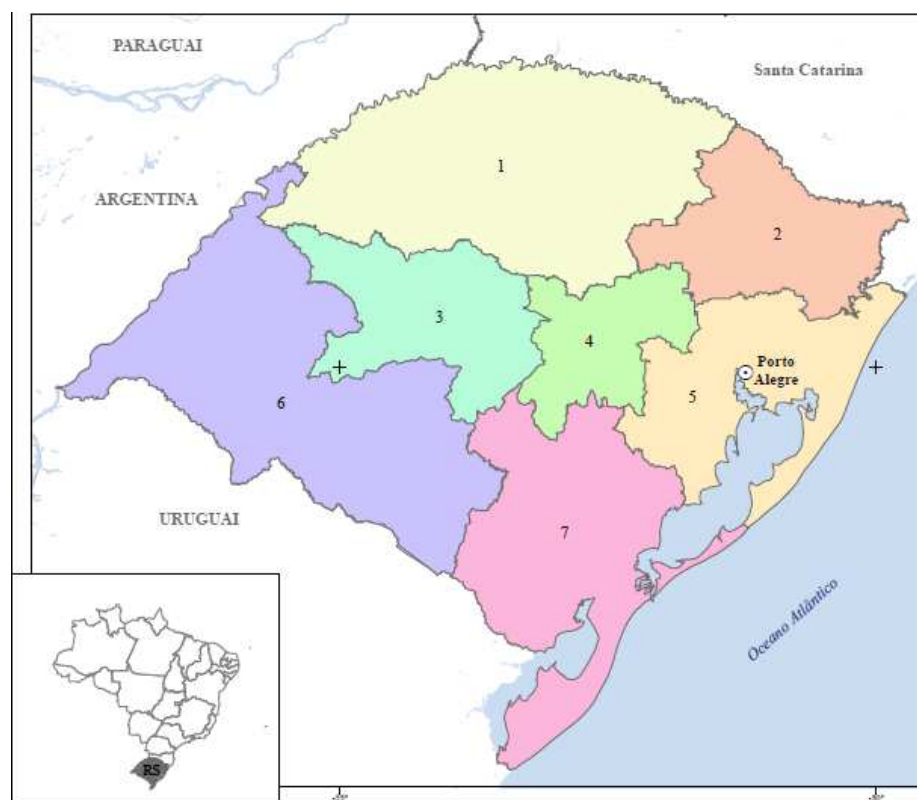 PARAGUAI
Santa Catarina
1
ARGENTINA
2
3
4
Porto
Alegre
5
6
URUGUAI
7
Oceano Atlântico
RS